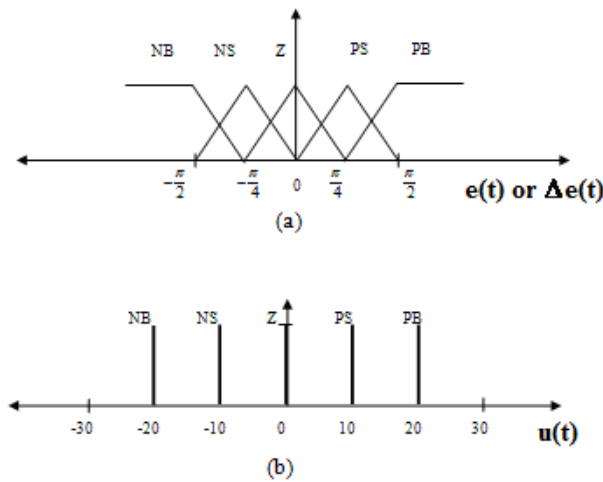 NB NS Z PS PB
-π/2 -π/4 0 π/4 π/2
e(t) or Δe(t)
(a)
NB NS Z PS PB
-30 -20 -10 0 10 20 30
u(t)
(b)